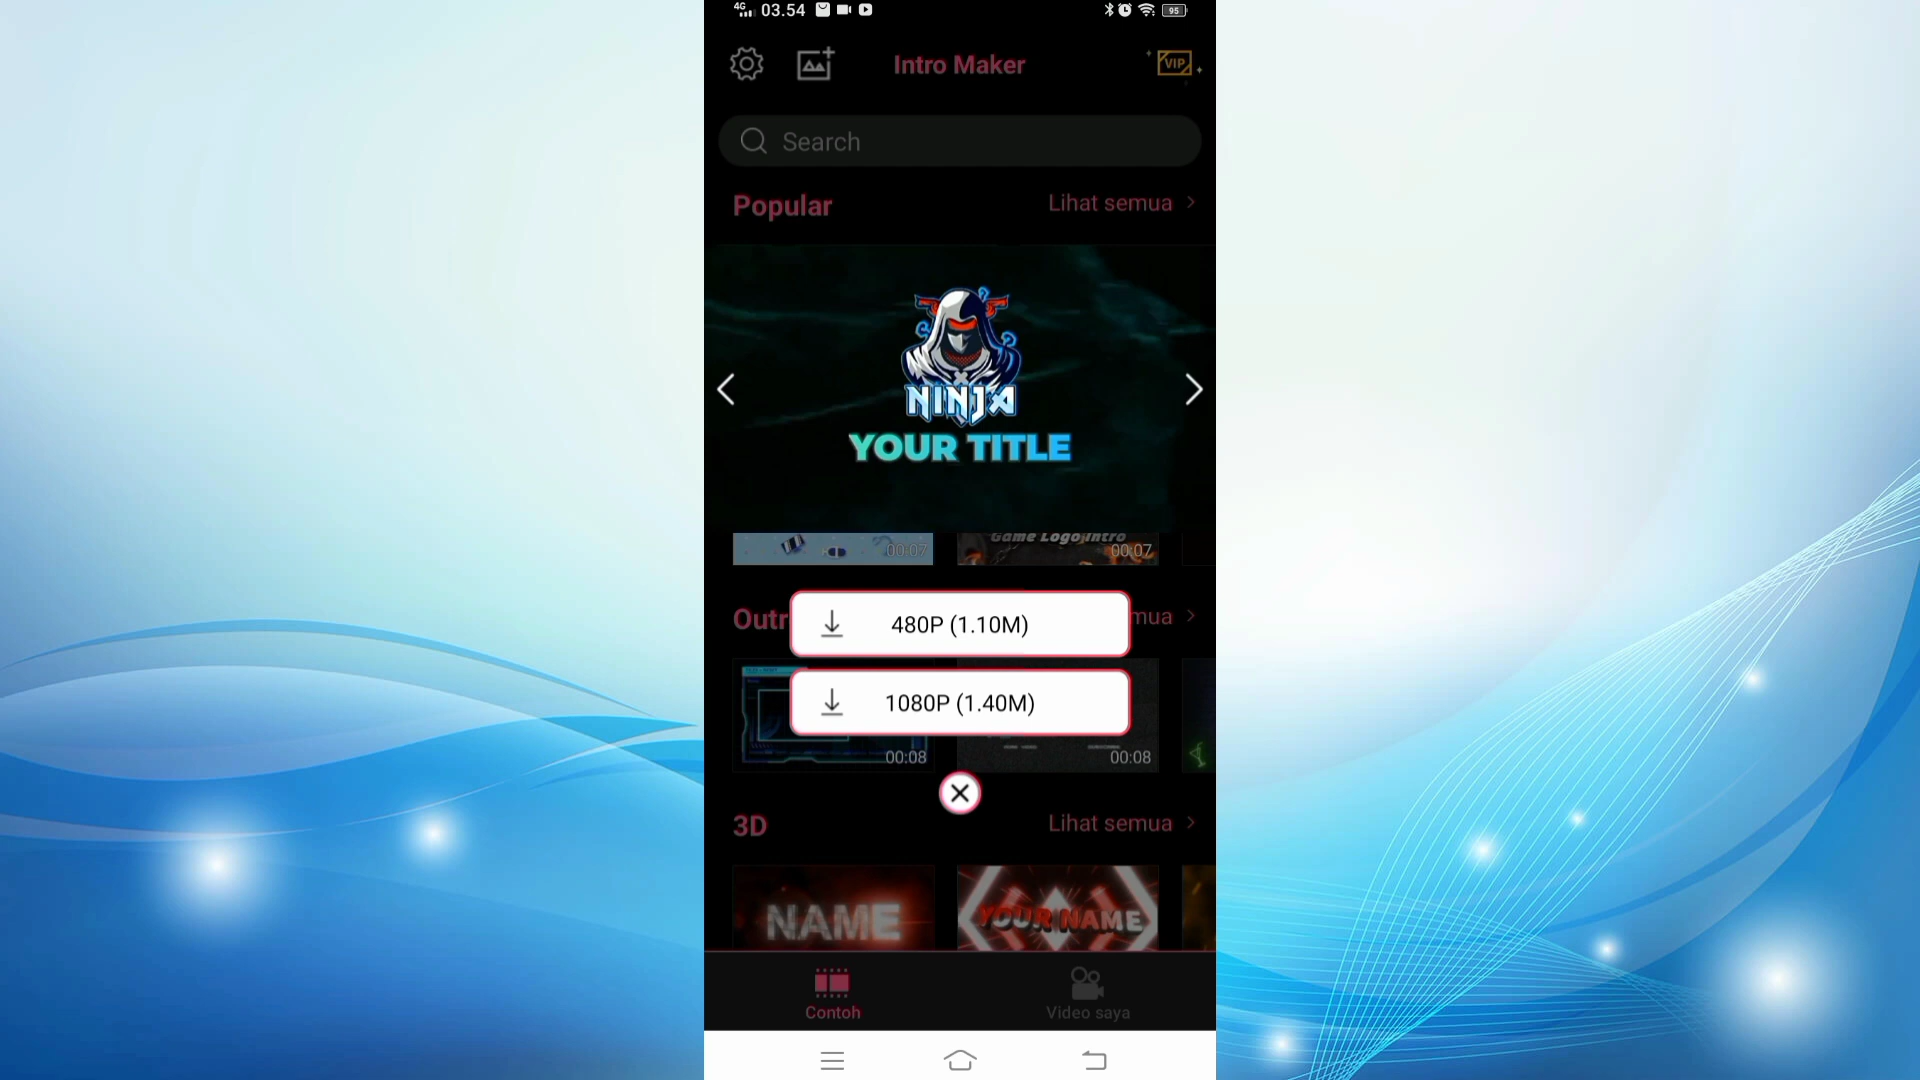 4G 03.54 95
Intro Maker
VIP
Search
Popular
Lihat semua
NINJA
YOUR TITLE
00:07
Game Logo Intro
00:07
Outr
mua
480P (1.10M)
1080P (1.40M)
00:08
00:08
3D
Lihat semua
NAME
YOUR NAME
Contoh
Video saya